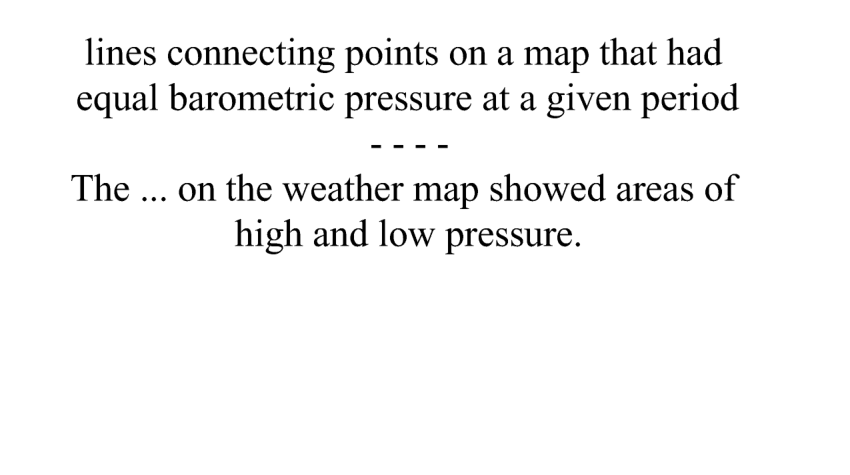 lines connecting points on a map that had
equal barometric pressure at a given period
- - - -
The ... on the weather map showed areas of
high and low pressure.